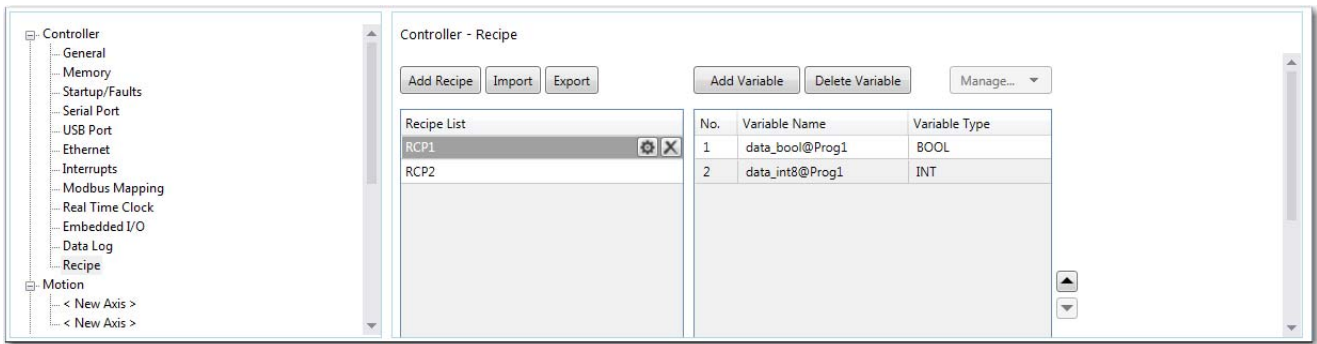 Controller
General
Memory
Startup/Faults
Serial Port
USB Port
Ethernet
Interrupts
Modbus Mapping
Real Time Clock
Embedded I/O
Data Log
Recipe
Motion
< New Axis >
< New Axis >
Controller - Recipe
Add Recipe Import Export
Recipe List
RCP1
RCP2
Add Variable Delete Variable Manage...
No. Variable Name Variable Type
1 data_bool@Prog1 BOOL
2 data_int8@Prog1 INT